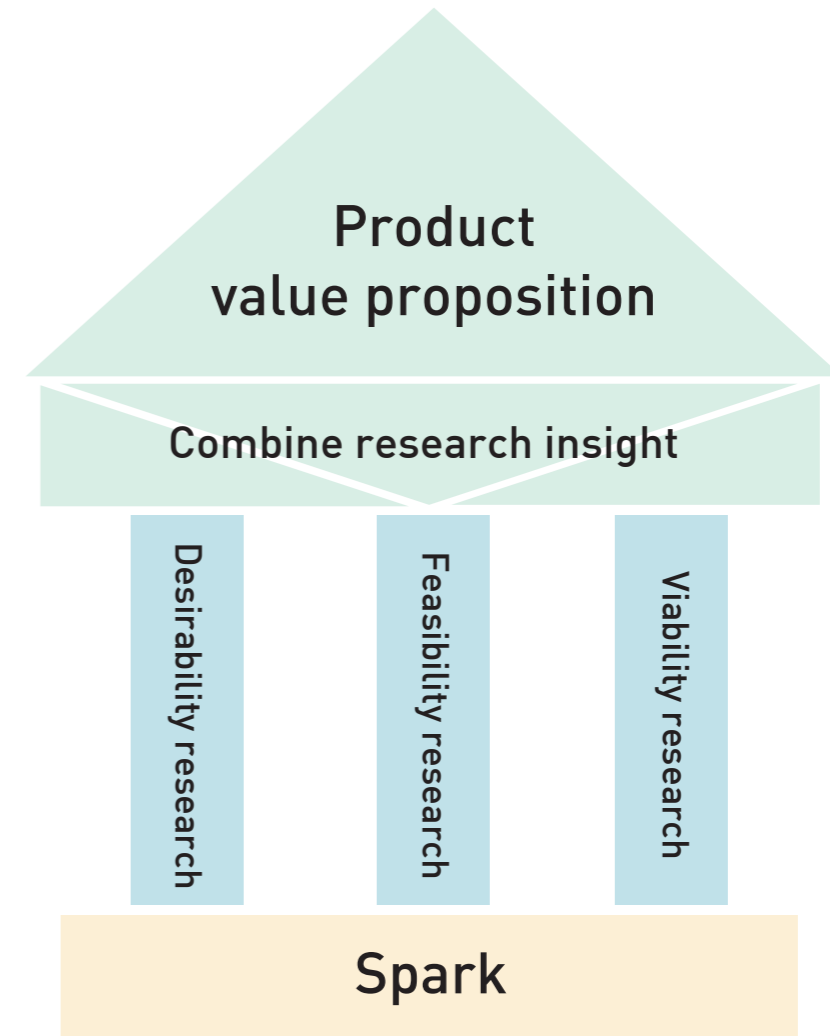 Product
value proposition
Combine research insight
Desirability research
Feasibility research
Viability research
Spark